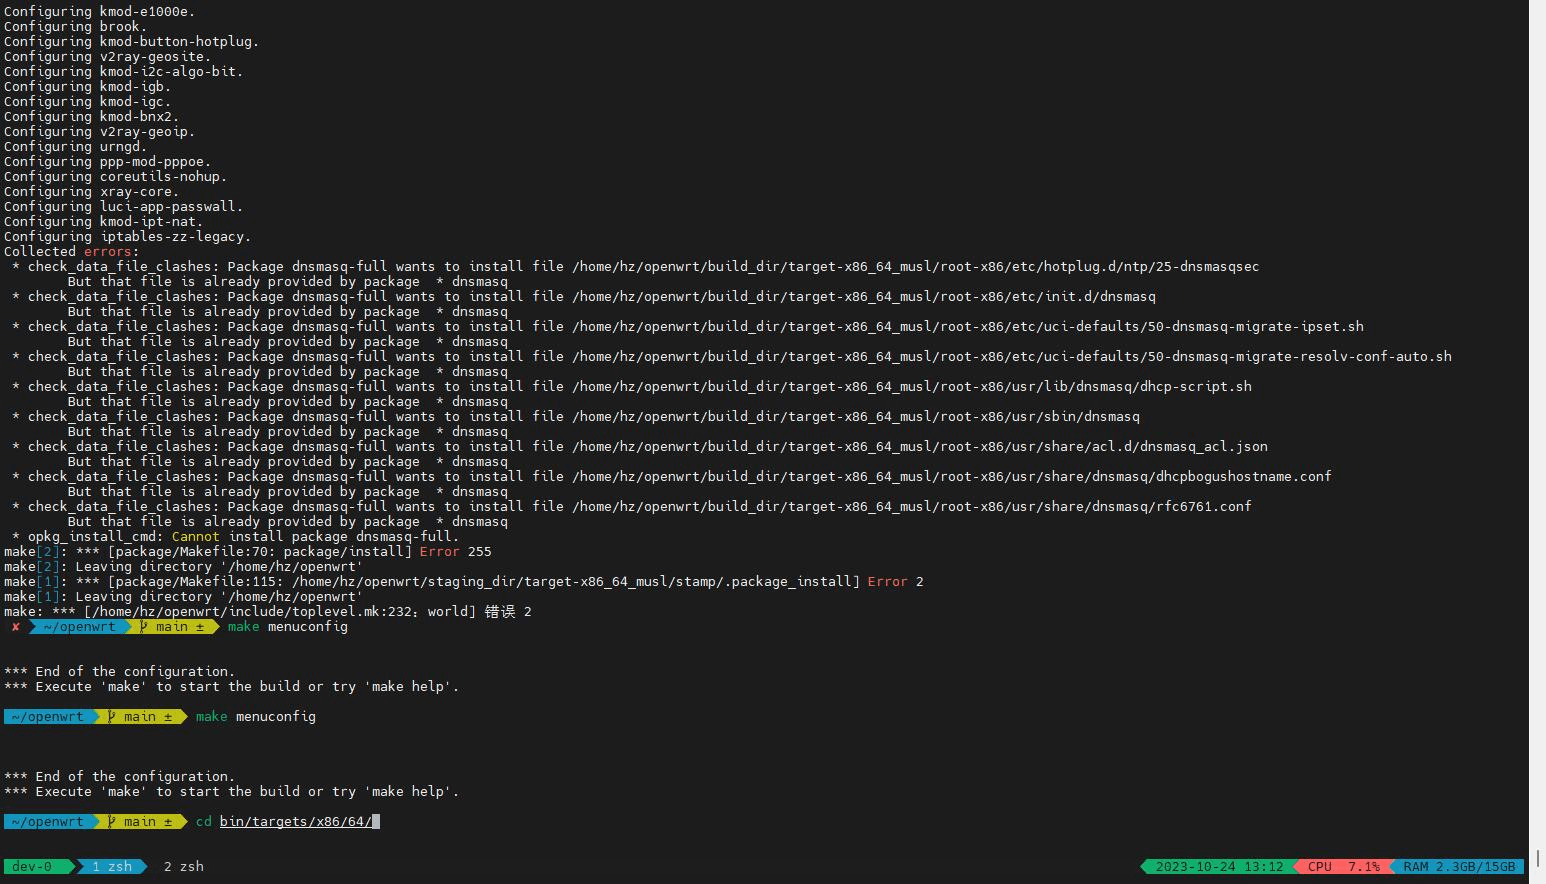 Configuring kmod-e1000e.
Configuring brook.
Configuring kmod-button-hotplug.
Configuring v2ray-geosite.
Configuring kmod-i2c-algo-bit.
Configuring kmod-igb.
Configuring kmod-igc.
Configuring kmod-bnx2.
Configuring v2ray-geoip.
Configuring urngd.
Configuring ppp-mod-pppoe.
Configuring coreutils-nohup.
Configuring xray-core.
Configuring luci-app-passwall.
Configuring kmod-ipt-nat.
Configuring iptables-zz-legacy.
Collected errors:
 * check_data_file_clashes: Package dnsmasq-full wants to install file /home/hz/openwrt/build_dir/target-x86_64_musl/root-x86/etc/hotplug.d/ntp/25-dnsmasqsec
        But that file is already provided by package  * dnsmasq
 * check_data_file_clashes: Package dnsmasq-full wants to install file /home/hz/openwrt/build_dir/target-x86_64_musl/root-x86/etc/init.d/dnsmasq
        But that file is already provided by package  * dnsmasq
 * check_data_file_clashes: Package dnsmasq-full wants to install file /home/hz/openwrt/build_dir/target-x86_64_musl/root-x86/etc/uci-defaults/50-dnsmasq-migrate-ipset.sh
        But that file is already provided by package  * dnsmasq
 * check_data_file_clashes: Package dnsmasq-full wants to install file /home/hz/openwrt/build_dir/target-x86_64_musl/root-x86/etc/uci-defaults/50-dnsmasq-migrate-resolv-conf-auto.sh
        But that file is already provided by package  * dnsmasq
 * check_data_file_clashes: Package dnsmasq-full wants to install file /home/hz/openwrt/build_dir/target-x86_64_musl/root-x86/usr/lib/dnsmasq/dhcp-script.sh
        But that file is already provided by package  * dnsmasq
 * check_data_file_clashes: Package dnsmasq-full wants to install file /home/hz/openwrt/build_dir/target-x86_64_musl/root-x86/usr/sbin/dnsmasq
        But that file is already provided by package  * dnsmasq
 * check_data_file_clashes: Package dnsmasq-full wants to install file /home/hz/openwrt/build_dir/target-x86_64_musl/root-x86/usr/share/acl.d/dnsmasq_acl.json
        But that file is already provided by package  * dnsmasq
 * check_data_file_clashes: Package dnsmasq-full wants to install file /home/hz/openwrt/build_dir/target-x86_64_musl/root-x86/usr/share/dnsmasq/dhcpbogushostname.conf
        But that file is already provided by package  * dnsmasq
 * check_data_file_clashes: Package dnsmasq-full wants to install file /home/hz/openwrt/build_dir/target-x86_64_musl/root-x86/usr/share/dnsmasq/rfc6761.conf
        But that file is already provided by package  * dnsmasq
 * opkg_install_cmd: Cannot install package dnsmasq-full.
make[2]: *** [package/Makefile:70: package/install] Error 255
make[2]: Leaving directory '/home/hz/openwrt'
make[1]: *** [package/Makefile:115: /home/hz/openwrt/staging_dir/target-x86_64_musl/stamp/.package_install] Error 2
make[1]: Leaving directory '/home/hz/openwrt'
make: *** [/home/hz/openwrt/include/toplevel.mk:232：world] 错误 2
✘ ~/openwrt main ± make menuconfig
*** End of the configuration.
*** Execute 'make' to start the build or try 'make help'.
~/openwrt main ± make menuconfig
*** End of the configuration.
*** Execute 'make' to start the build or try 'make help'.
~/openwrt main ± cd bin/targets/x86/64/
dev-0 1 zsh 2 zsh 2023-10-24 13:12 CPU 7.1% RAM 2.3GB/15GB